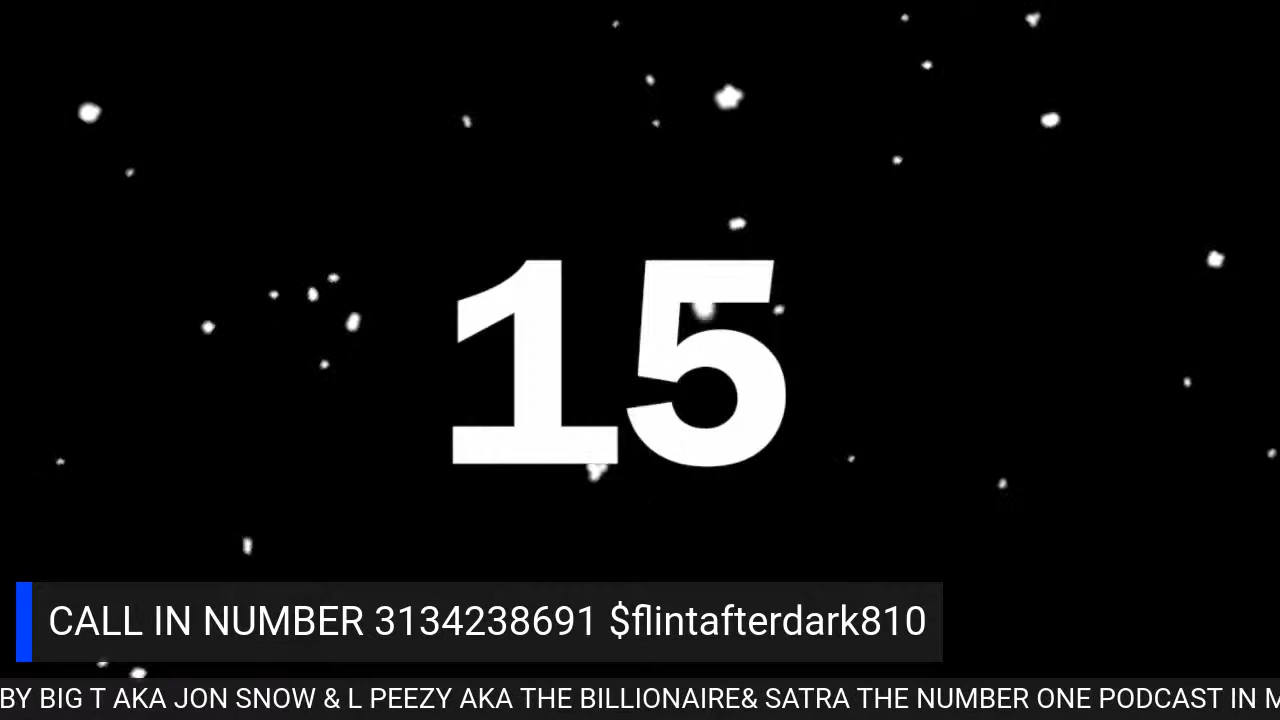 15
CALL IN NUMBER 3134238691 $flintafterdark810
BY BIG T AKA JON SNOW & L PEEZY AKA THE BILLIONAIRE& SATRA THE NUMBER ONE PODCAST IN